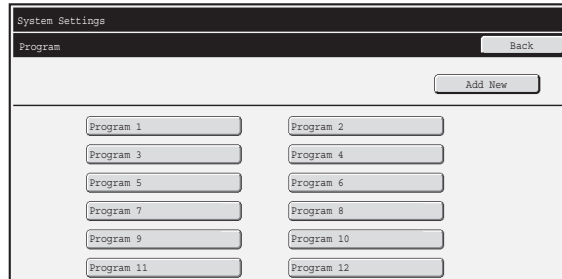 System Settings
Program Back
Add New
Program 1 Program 2
Program 3 Program 4
Program 5 Program 6
Program 7 Program 8
Program 9 Program 10
Program 11 Program 12